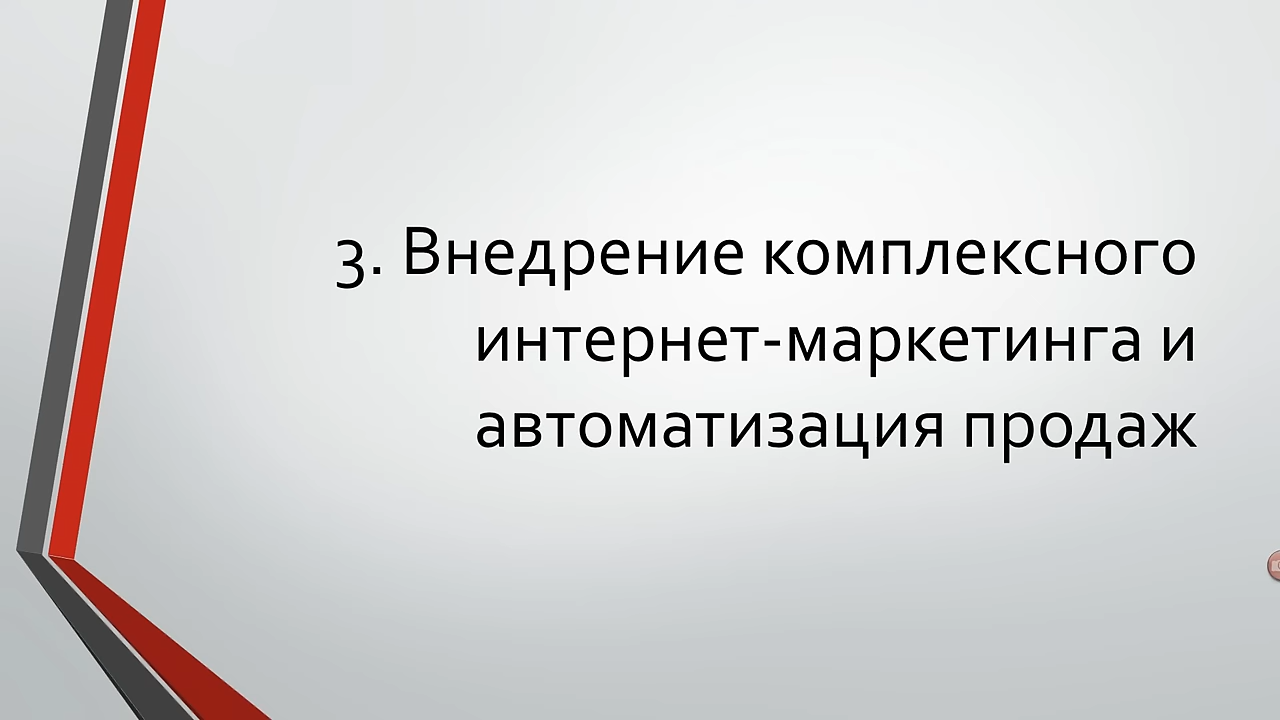 3. Внедрение комплексного
интернет-маркетинга и
автоматизация продаж